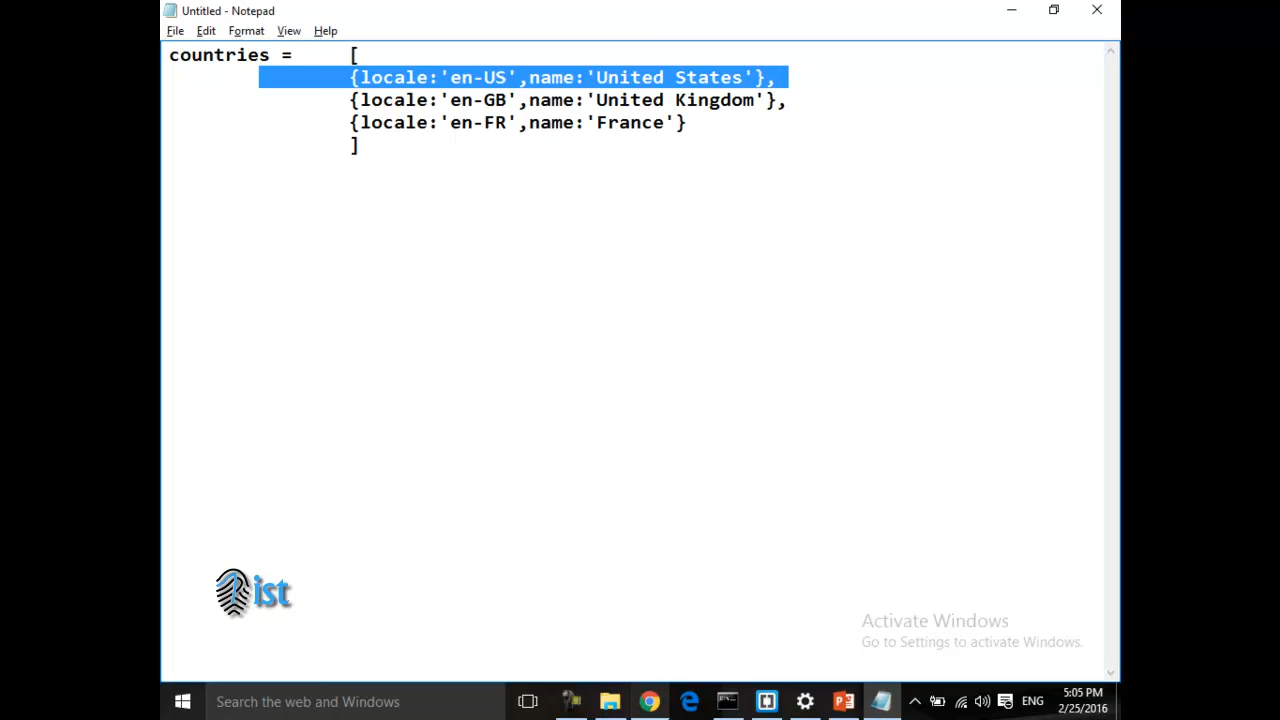 Untitled - Notepad
File Edit Format View Help
countries = [
{locale:'en-US',name:'United States'},
{locale:'en-GB',name:'United Kingdom'},
{locale:'en-FR',name:'France'}
]
ist
Activate Windows
Go to Settings to activate Windows.
Search the web and Windows
ENG
5:05 PM
2/25/2016